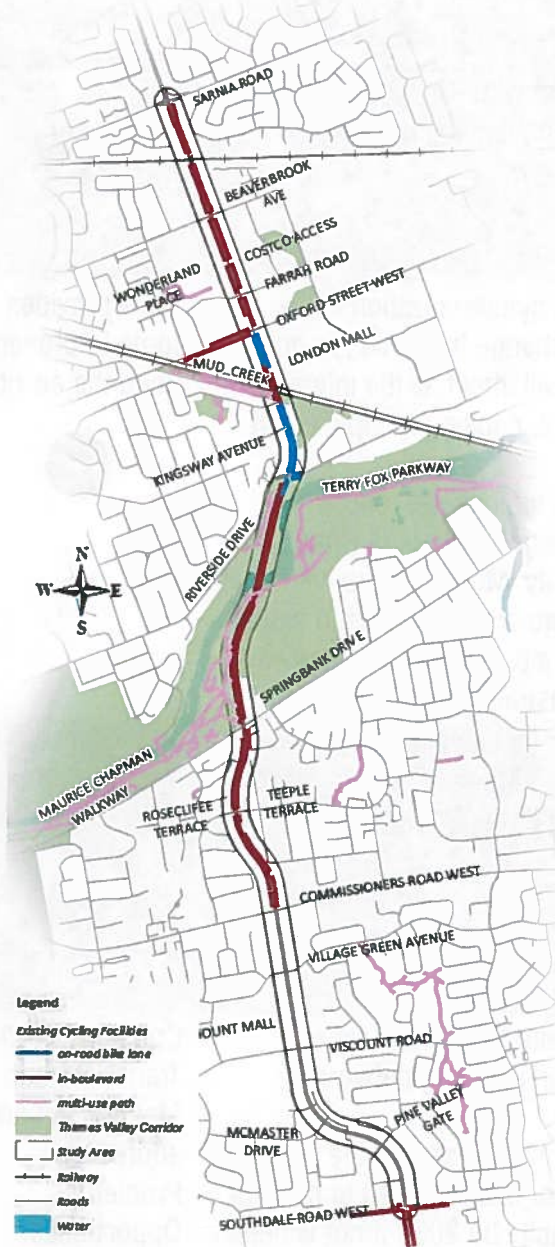 SARNIA ROAD
BEAVERBROOK
AVE
COSTCO ACCESS
FARRAH ROAD
WONDERLAND
PLACE
OXFORD STREET WEST
LONDON MALL
MUD CREEK
KINGSWAY AVENUE
TERRY FOX PARKWAY
RIVERSIDE DRIVE
N
W E
S
SPRINGBANK DRIVE
MAURICE CHAPMAN
WALKWAY
ROSECLIFFE
TERRACE
TEEPLE
TERRACE
COMMISSIONERS ROAD WEST
VILLAGE GREEN AVENUE
OUNT MALL
VISCOUNT ROAD
PINE VALLEY
GATE
MCMASTER
DRIVE
SOUTHDALE ROAD WEST
Legend
Existing Cycling Facilities
on-road bike lane
in-boulevard
multi-use path
Thames Valley Corridor
Study Area
Railway
Roads
Water